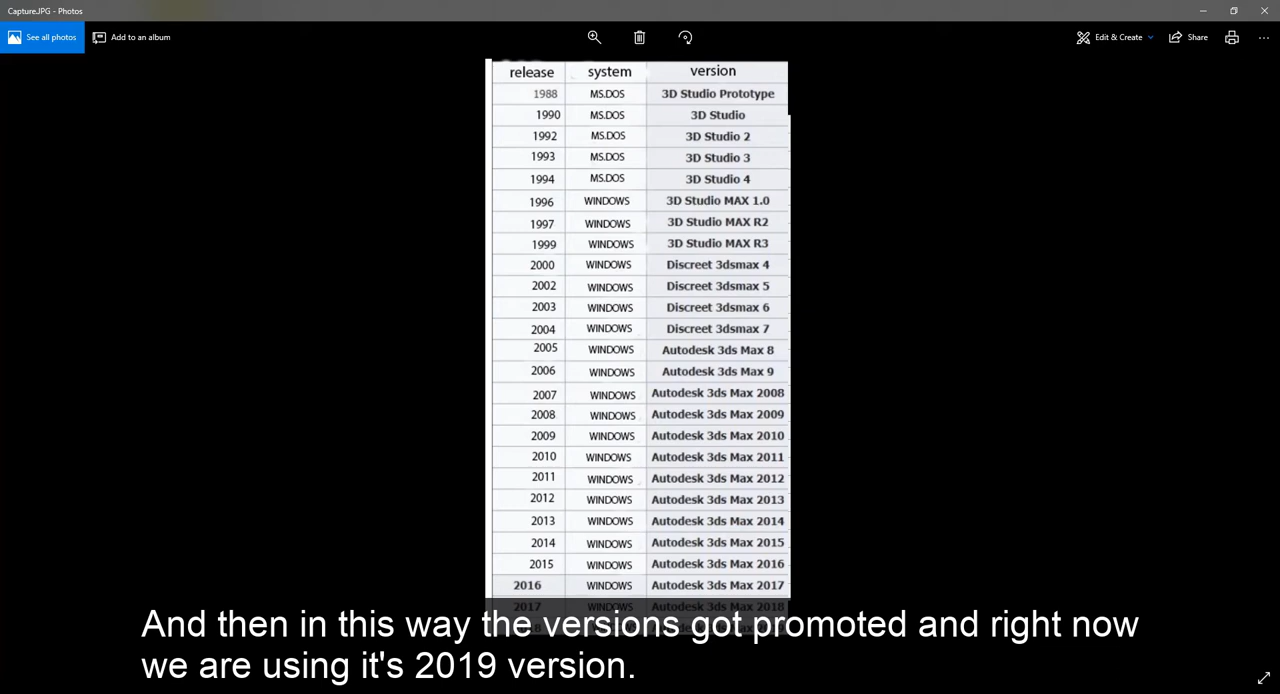 CaptureJPG - Photos
See all photos
Add to an album
Edit & Create
Share
release system version
1988 MS.DOS 3D Studio Prototype
1990 MS.DOS 3D Studio
1992 MS.DOS 3D Studio 2
1993 MS.DOS 3D Studio 3
1994 MS.DOS 3D Studio 4
1996 WINDOWS 3D Studio MAX 1.0
1997 WINDOWS 3D Studio MAX R2
1999 WINDOWS 3D Studio MAX R3
2000 WINDOWS Discreet 3dsmax 4
2002 WINDOWS Discreet 3dsmax 5
2003 WINDOWS Discreet 3dsmax 6
2004 WINDOWS Discreet 3dsmax 7
2005 WINDOWS Autodesk 3ds Max 8
2006 WINDOWS Autodesk 3ds Max 9
2007 WINDOWS Autodesk 3ds Max 2008
2008 WINDOWS Autodesk 3ds Max 2009
2009 WINDOWS Autodesk 3ds Max 2010
2010 WINDOWS Autodesk 3ds Max 2011
2011 WINDOWS Autodesk 3ds Max 2012
2012 WINDOWS Autodesk 3ds Max 2013
2013 WINDOWS Autodesk 3ds Max 2014
2014 WINDOWS Autodesk 3ds Max 2015
2015 WINDOWS Autodesk 3ds Max 2016
2016 WINDOWS Autodesk 3ds Max 2017
2017 WINDOWS Autodesk 3ds Max 2018
And then in this way the versions got promoted and right now
we are using it's 2019 version.